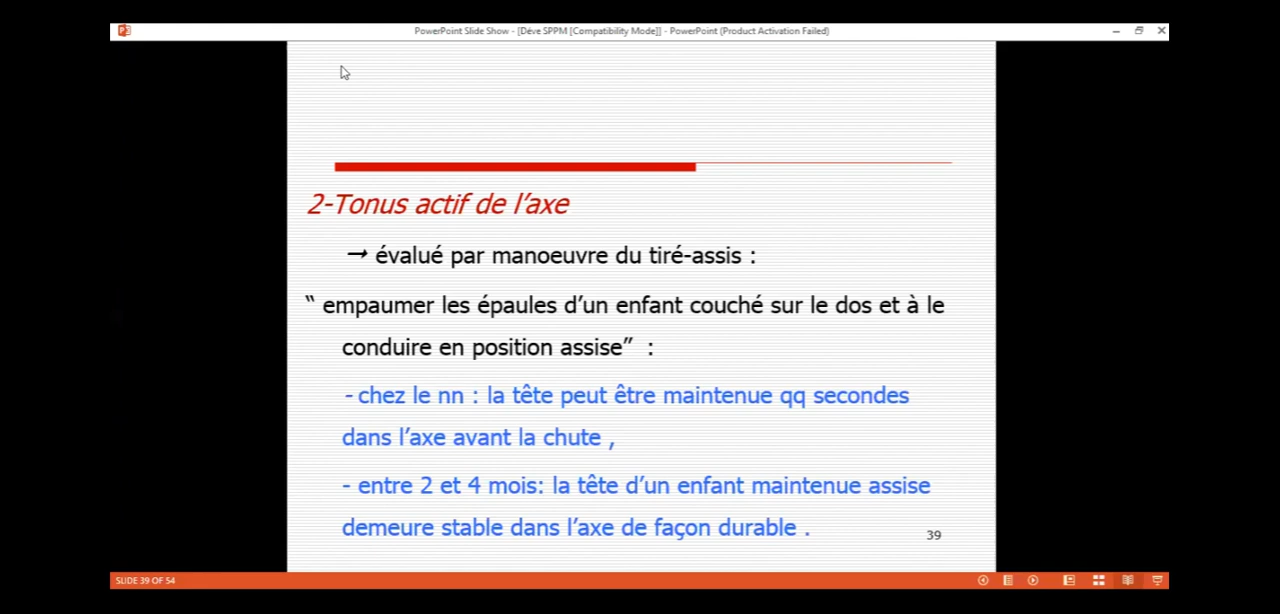 PowerPoint Slide Show - [Déve SPPM [Compatibility Mode]] - PowerPoint (Product Activation Failed)
2-Tonus actif de l’axe
→ évalué par manoeuvre du tiré-assis :
‟ empaumer les épaules d’un enfant couché sur le dos et à le
conduire en position assise” :
- chez le nn : la tête peut être maintenue qq secondes
dans l’axe avant la chute ,
- entre 2 et 4 mois: la tête d’un enfant maintenue assise
demeure stable dans l’axe de façon durable .
39
SLIDE 39 OF 54